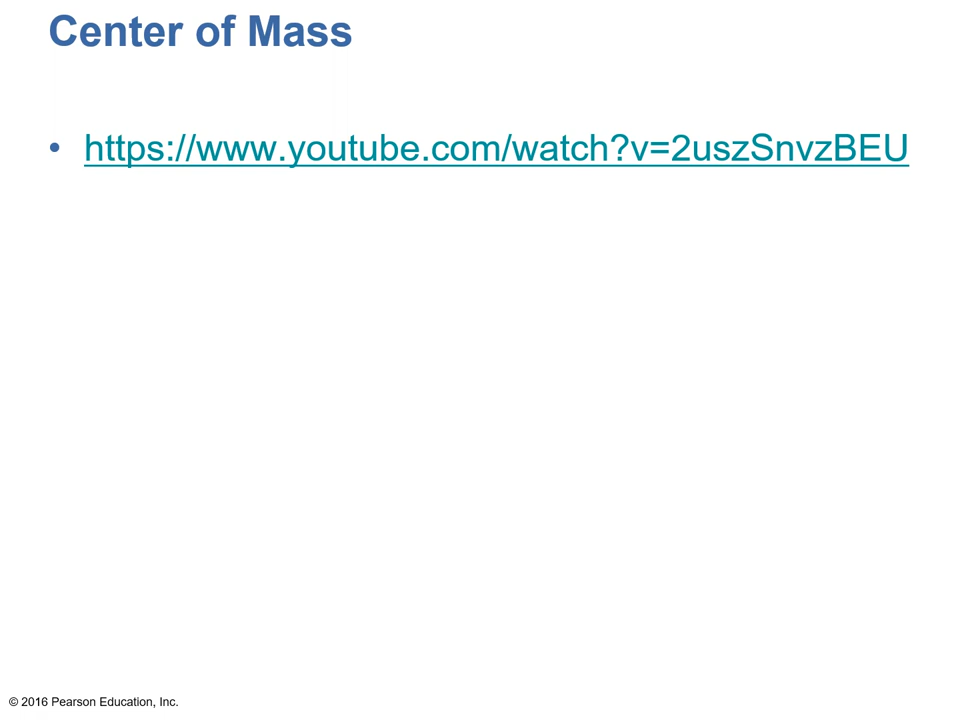 Center of Mass
• https://www.youtube.com/watch?v=2uszSnvzBEU
© 2016 Pearson Education, Inc.